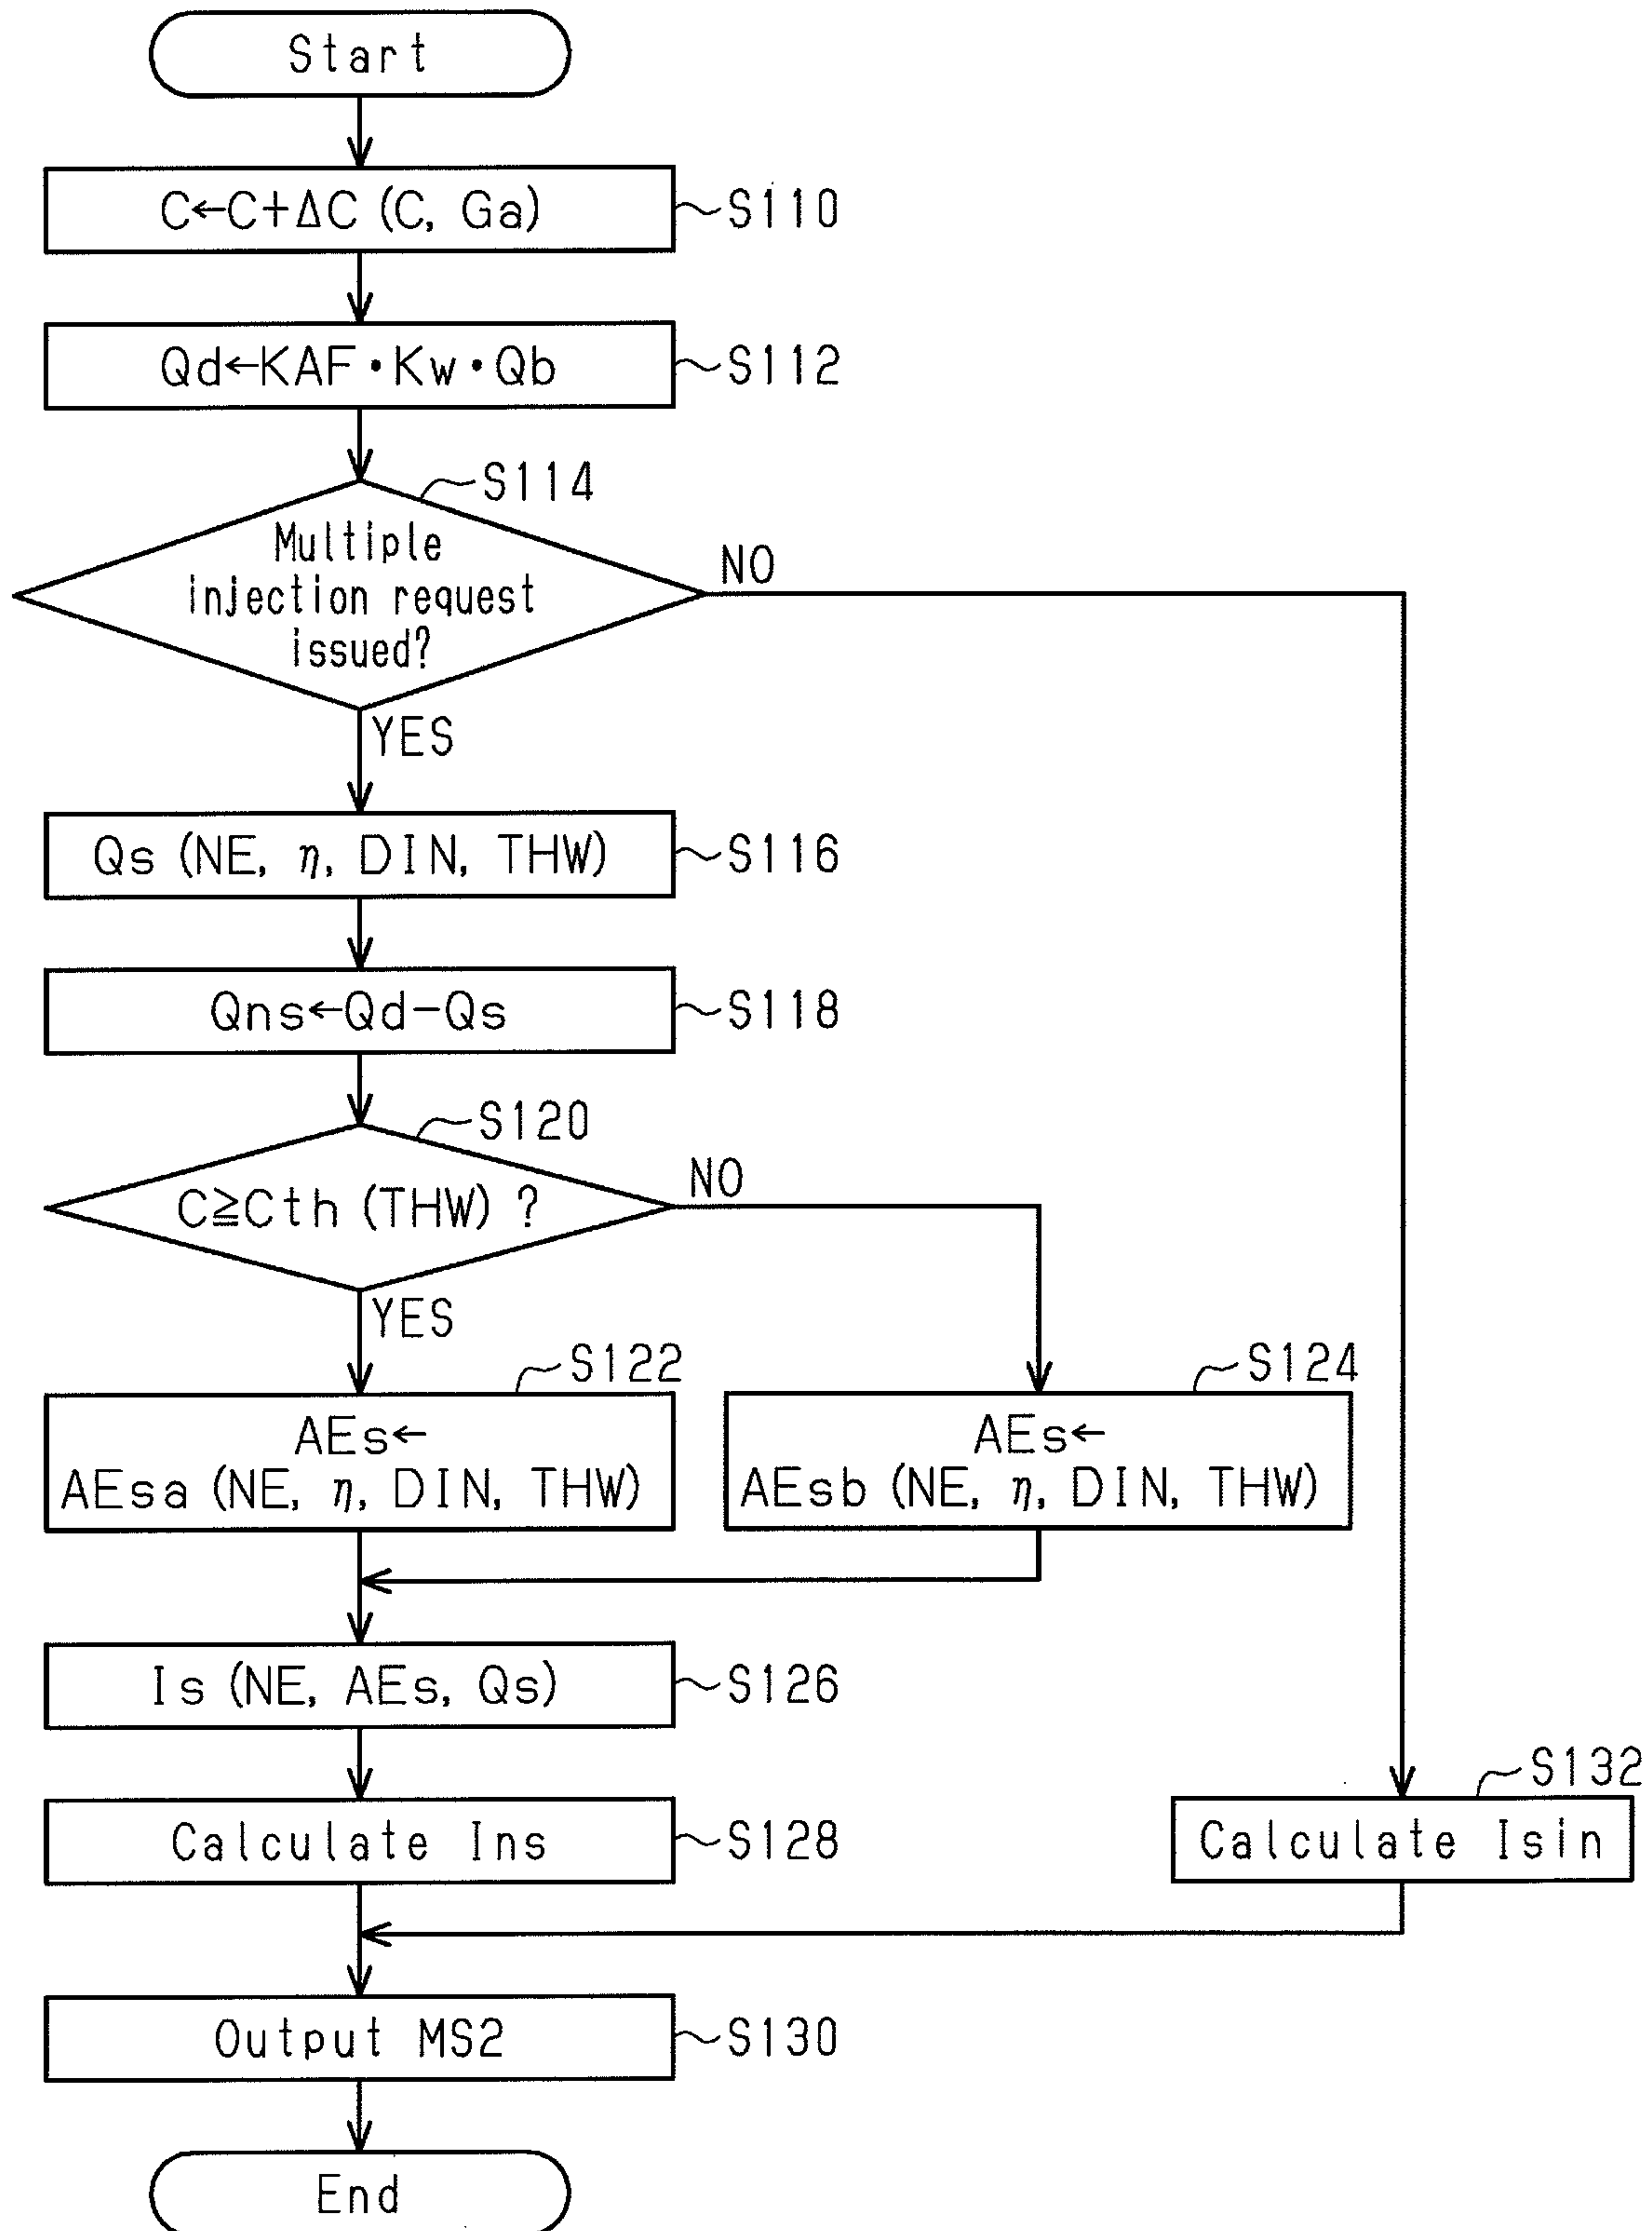 Start
C←C+ΔC (C, Ga)
S110
Qd←KAF・Kw・Qb
S112
S114
Multiple
injection request
issued?
NO
YES
Qs (NE, η, DIN, THW)
S116
Qns←Qd−Qs
S118
S120
C≧Cth (THW) ?
NO
YES
S122
AEs←
AEsa (NE, η, DIN, THW)
S124
AEs←
AEsb (NE, η, DIN, THW)
Is (NE, AEs, Qs)
S126
Calculate Ins
S128
S132
Calculate Isin
Output MS2
S130
End